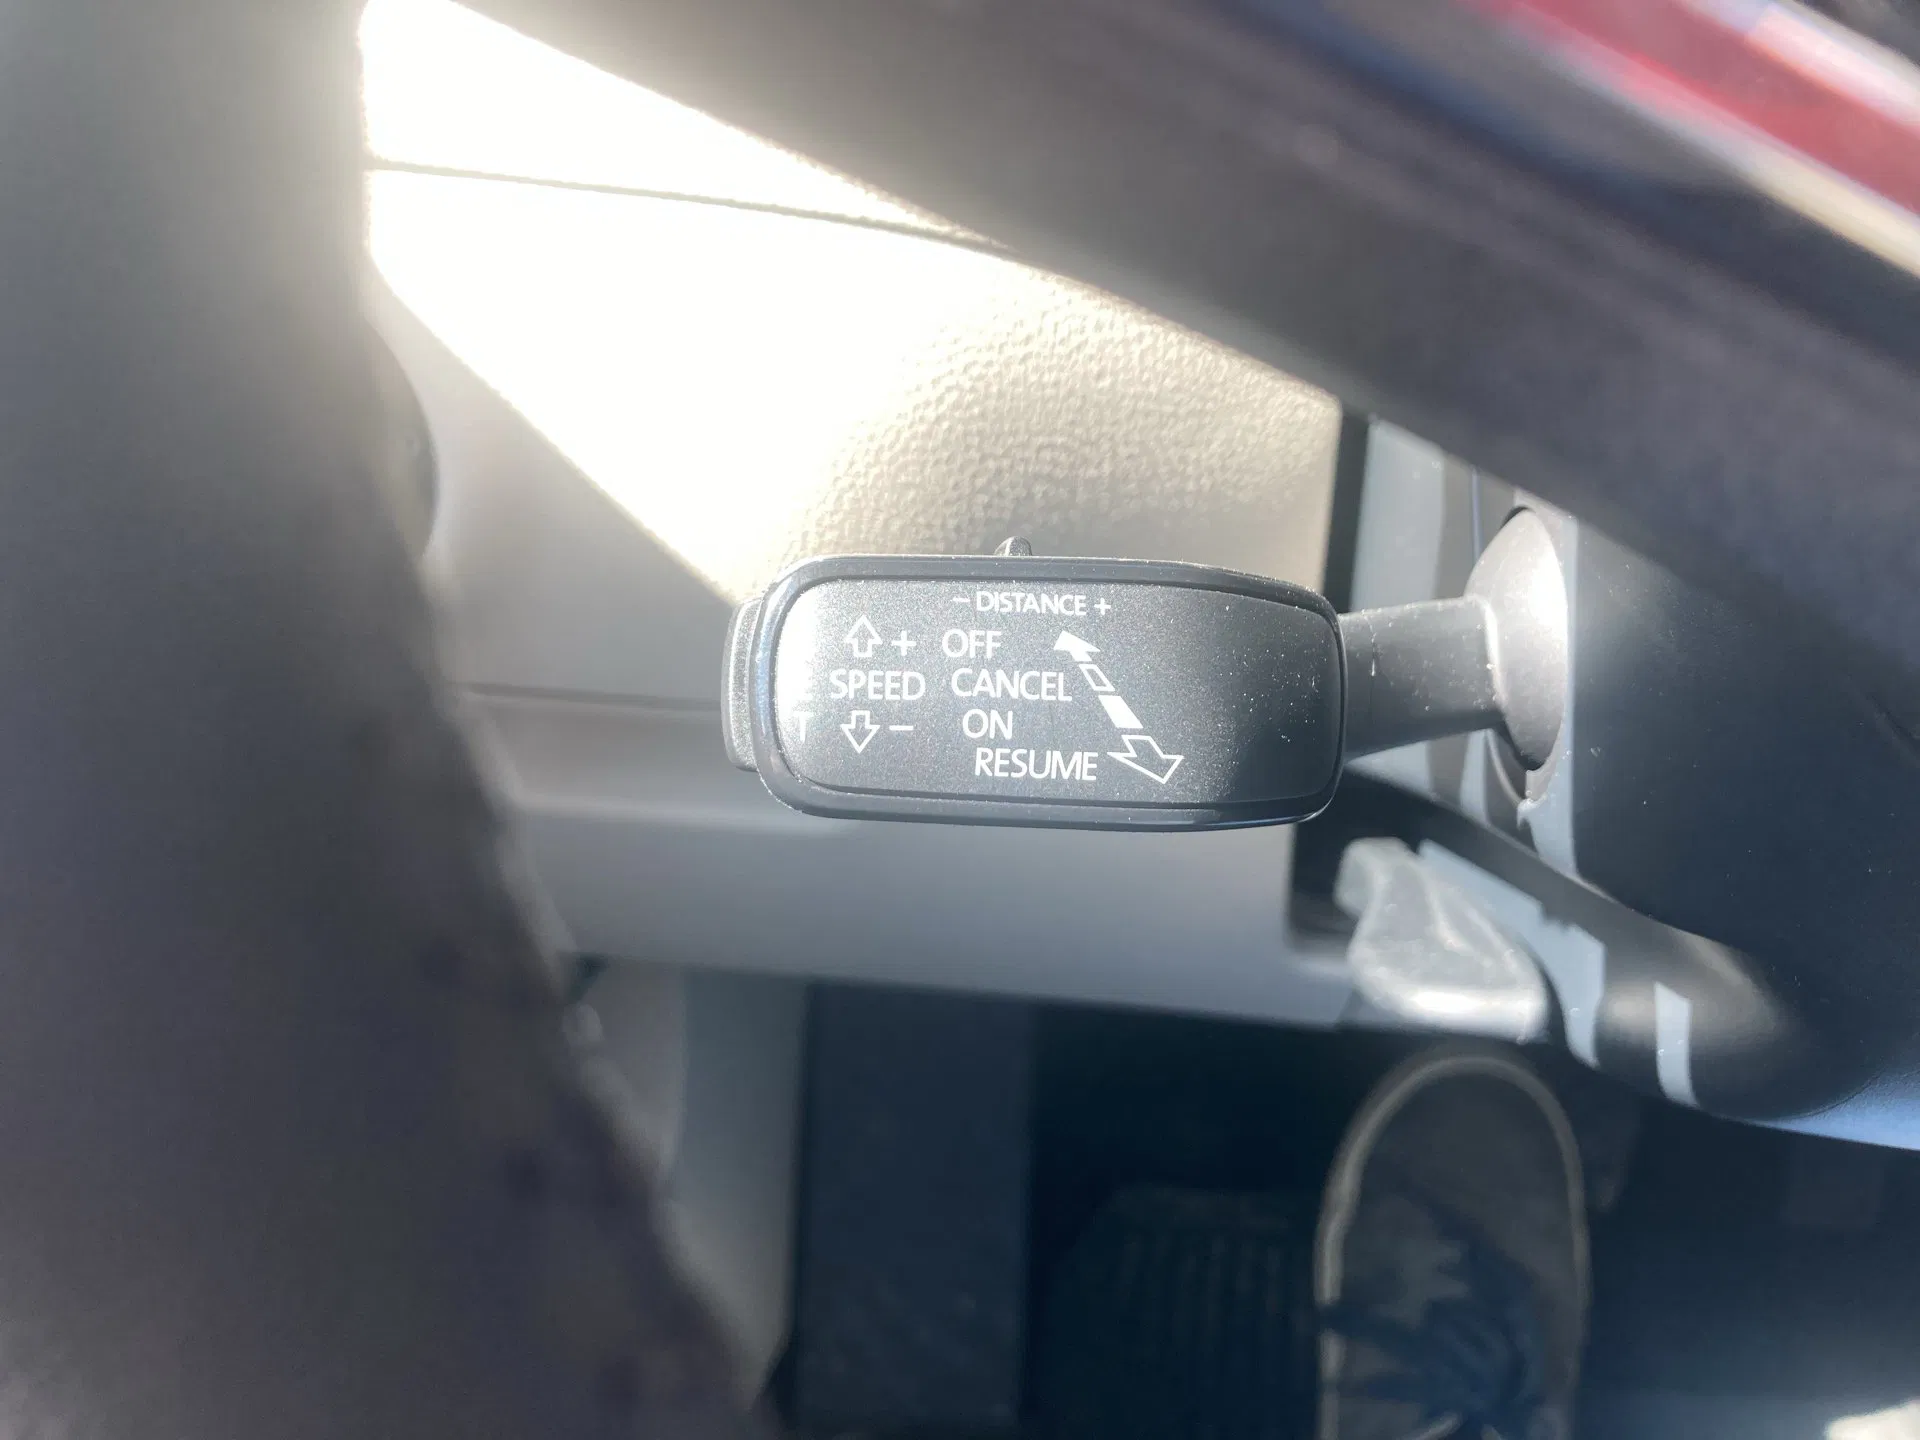 - DISTANCE +
+ OFF
SPEED CANCEL
- ON
RESUME